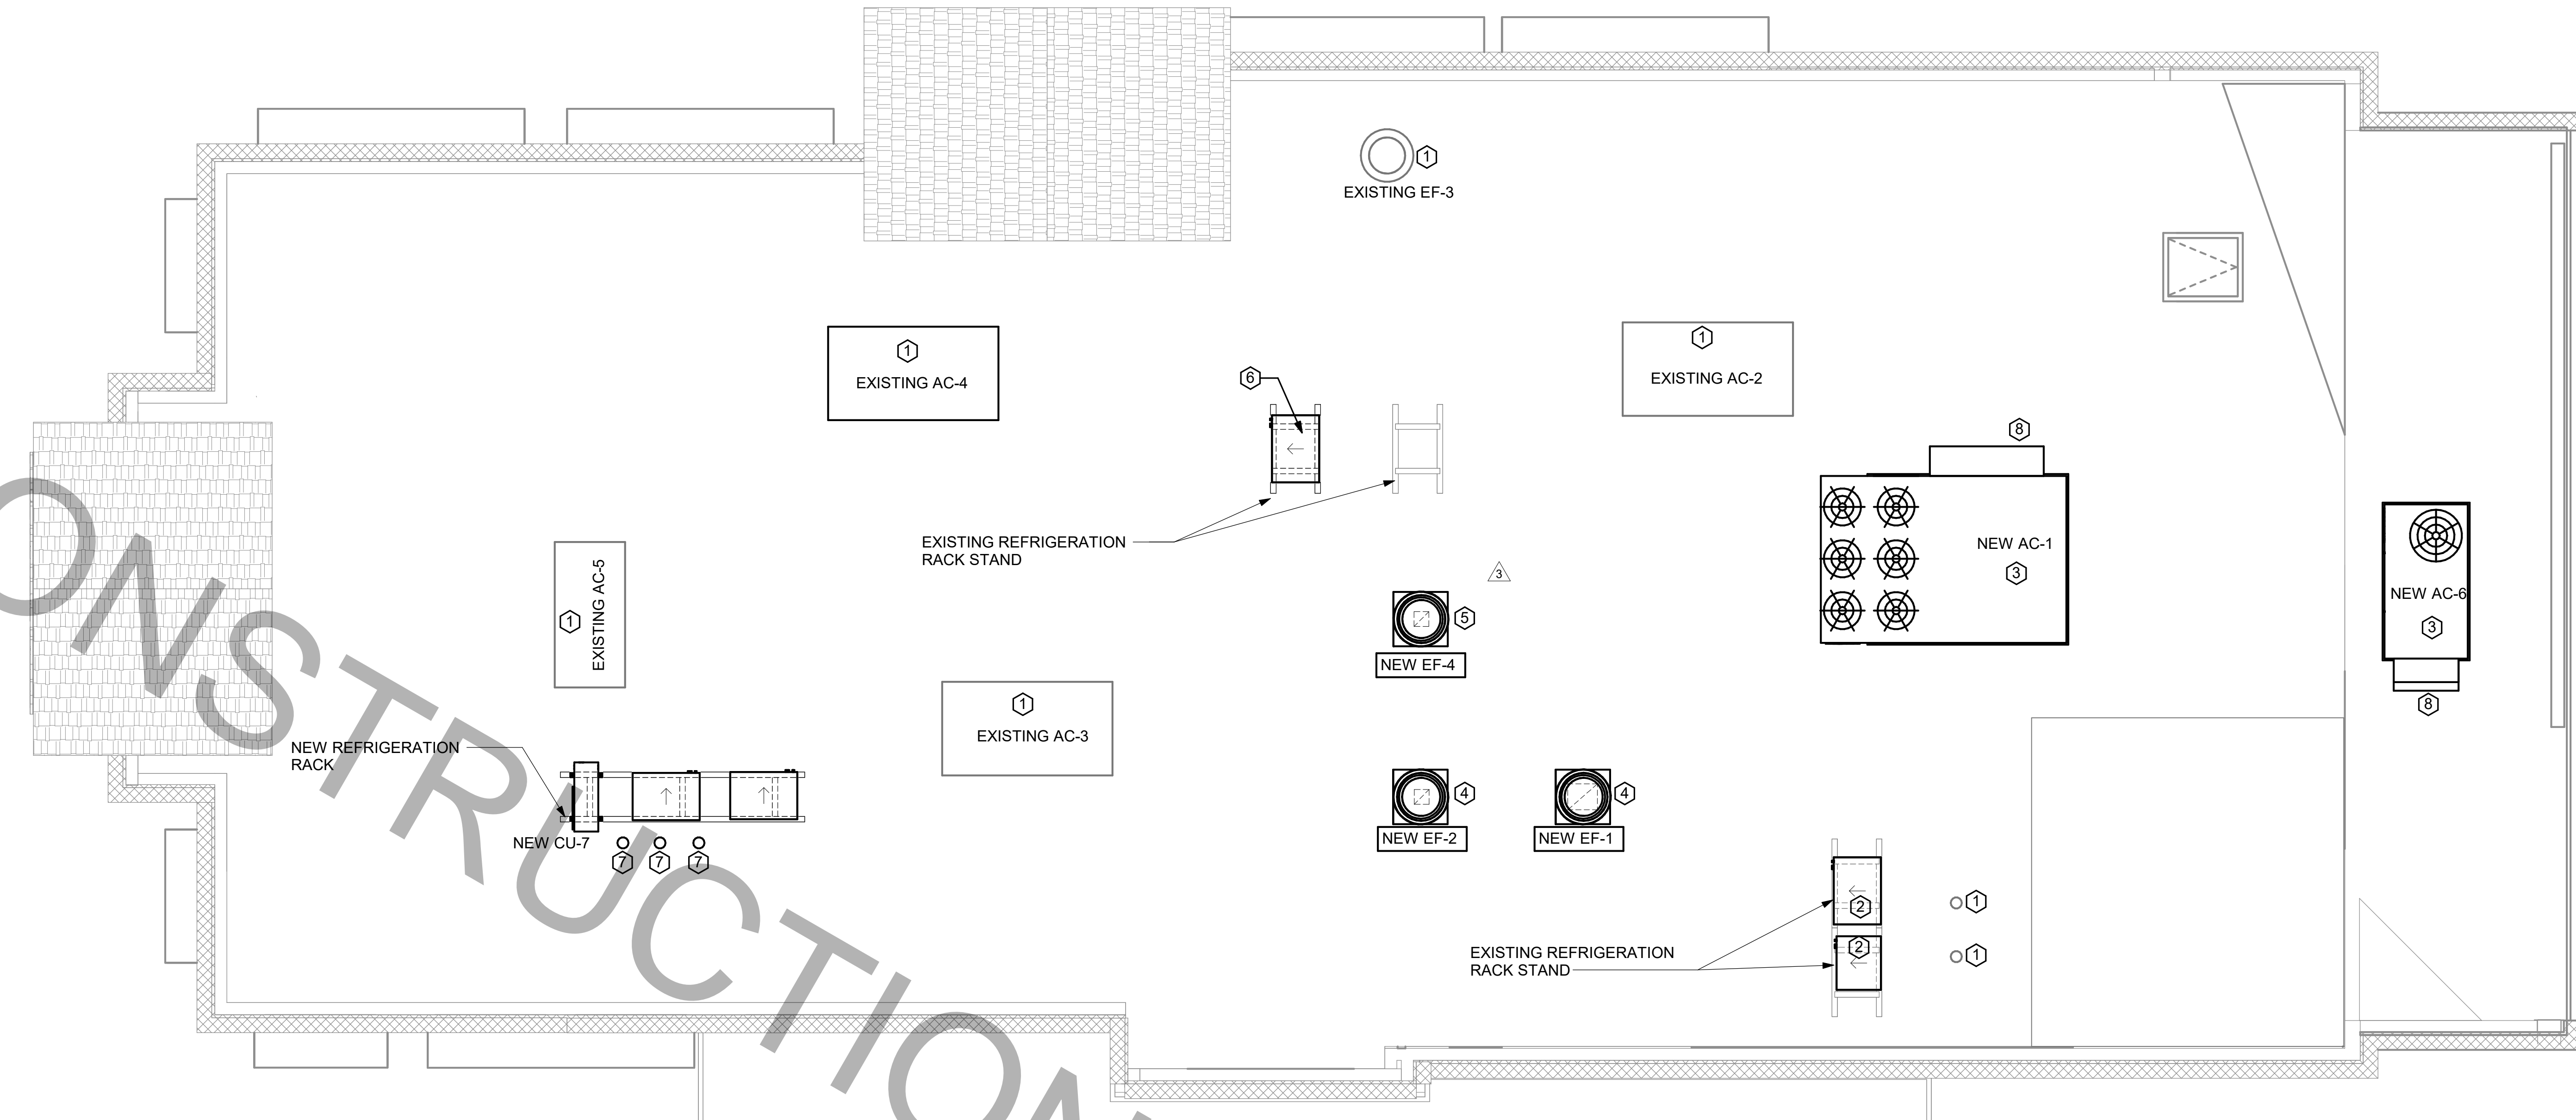 1
EXISTING EF-3
1
EXISTING AC-4
1
EXISTING AC-2
6
8
EXISTING REFRIGERATION
RACK STAND
NEW AC-1
3
3
NEW AC-6
3
8
1
EXISTING AC-5
5
NEW EF-4
1
EXISTING AC-3
NEW REFRIGERATION
RACK
NEW CU-7
7
7
7
4
NEW EF-2
4
NEW EF-1
2
2
1
1
EXISTING REFRIGERATION
RACK STAND
ONSTRUCTION